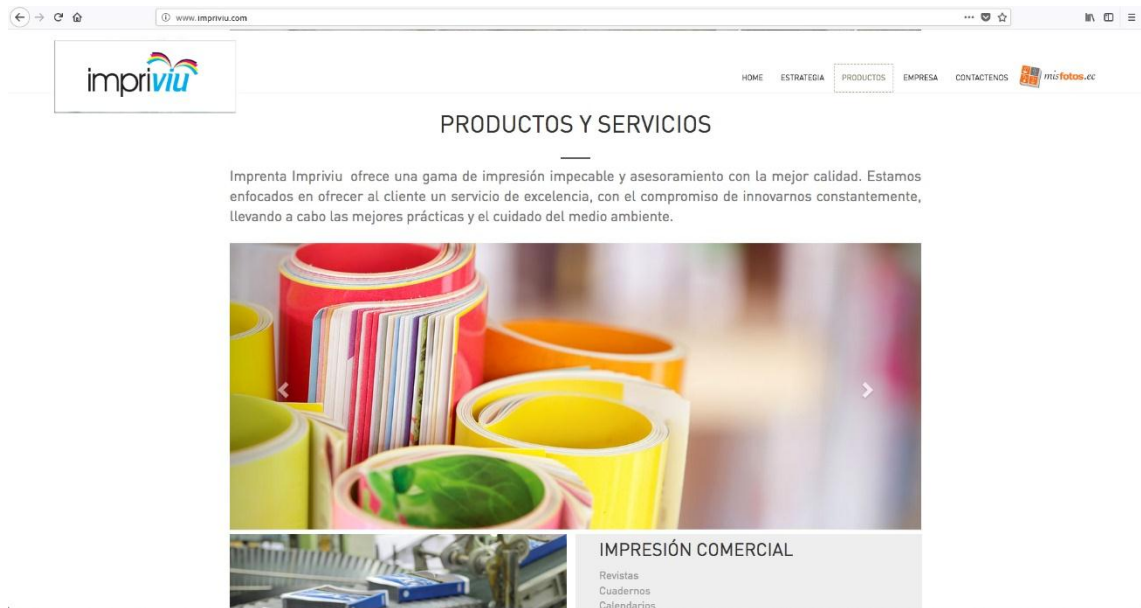 www.impriviu.com
impriviu
HOME ESTRATEGIA PRODUCTOS EMPRESA CONTACTENOS misfotos.ec
PRODUCTOS Y SERVICIOS
Imprenta Impriviu ofrece una gama de impresión impecable y asesoramiento con la mejor calidad. Estamos
enfocados en ofrecer al cliente un servicio de excelencia, con el compromiso de innovarnos constantemente,
llevando a cabo las mejores prácticas y el cuidado del medio ambiente.
IMPRESIÓN COMERCIAL
Revistas
Cuadernos
Calendarios